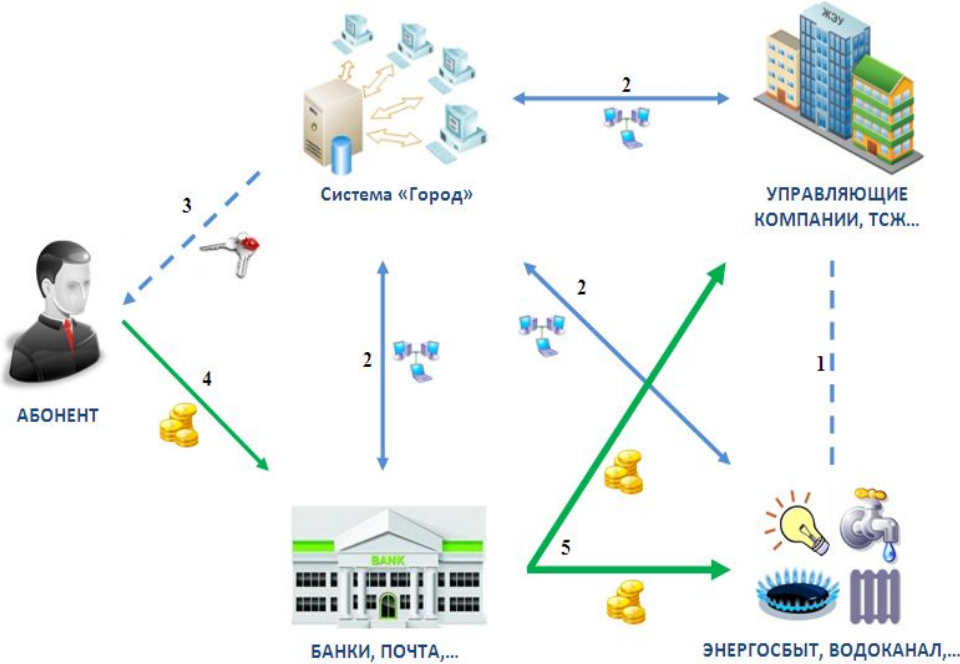 ЖЭУ
2
Система «Город»
УПРАВЛЯЮЩИЕ
КОМПАНИИ, ТСЖ...
3
2
2
1
4
АБОНЕНТ
5
BANK
БАНКИ, ПОЧТА,...
ЭНЕРГОСБЫТ, ВОДОКАНАЛ,...